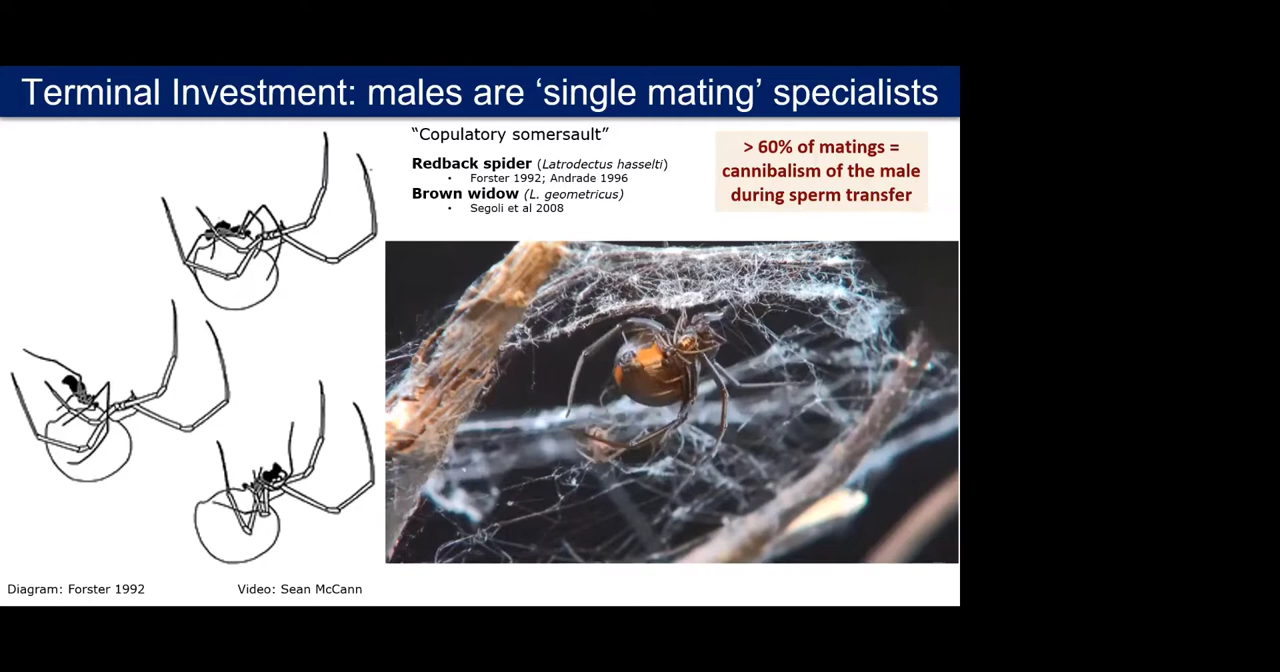 Terminal Investment: males are ‘single mating’ specialists
“Copulatory somersault”
Redback spider (Latrodectus hasselti)
• Forster 1992; Andrade 1996
Brown widow (L. geometricus)
• Segoli et al 2008
> 60% of matings =
cannibalism of the male
during sperm transfer
Diagram: Forster 1992
Video: Sean McCann